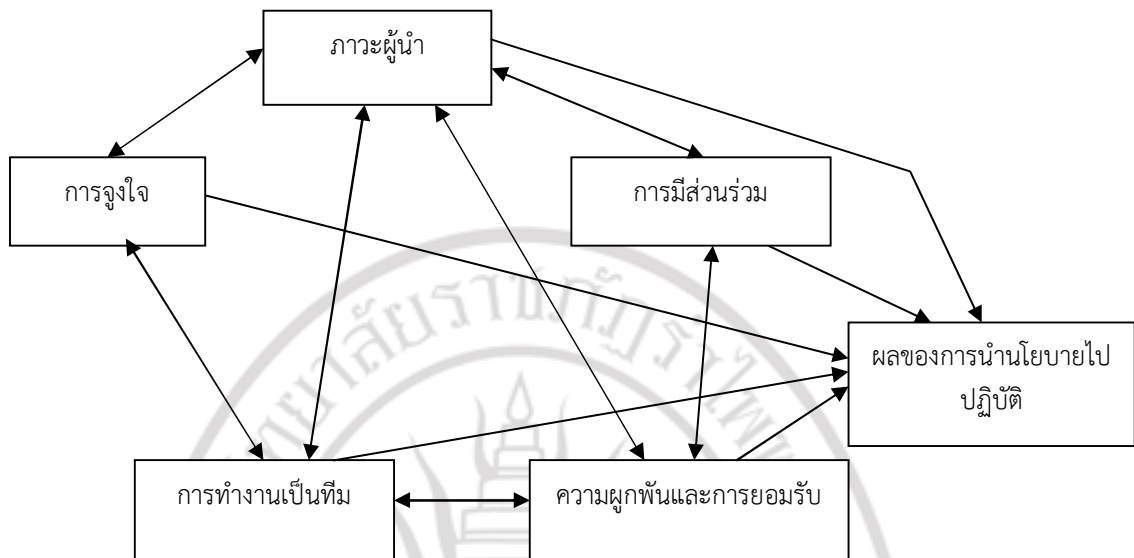 ภาวะผู้นำ
การจูงใจ
การมีส่วนร่วม
ผลของการนำนโยบายไป
ปฏิบัติ
การทำงานเป็นทีม
ความผูกพันและการยอมรับ